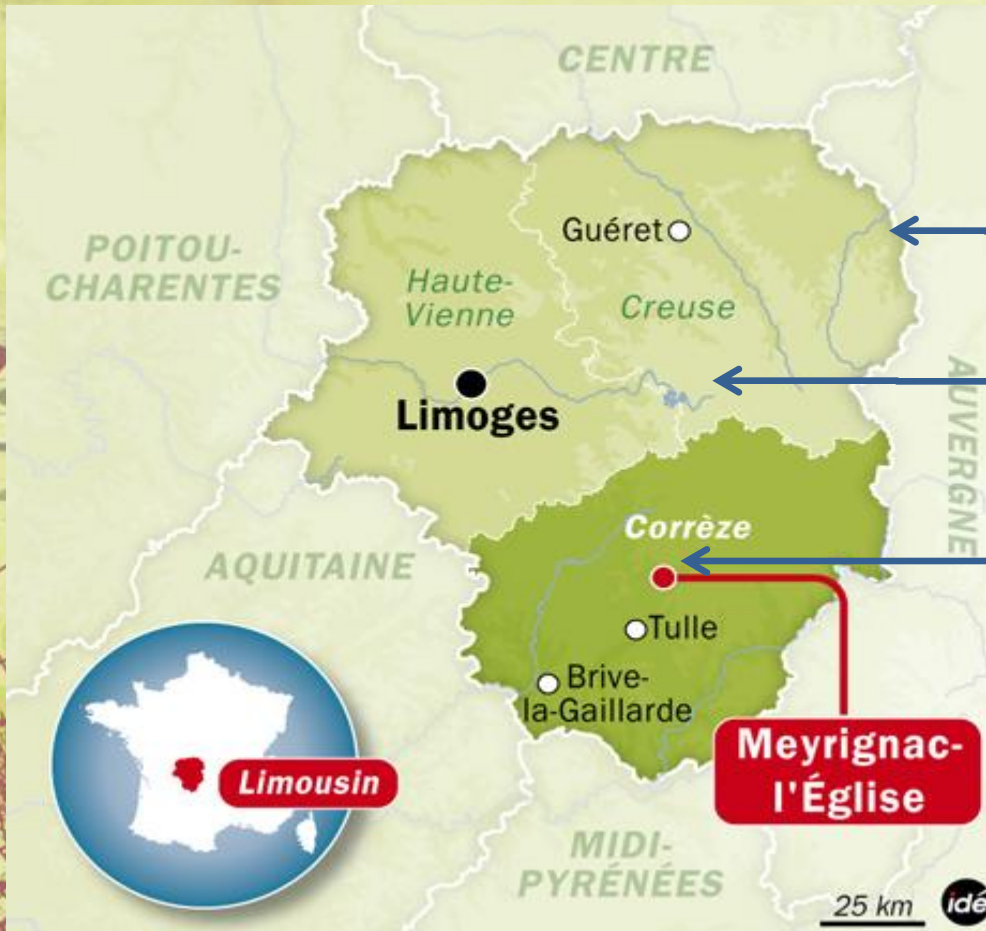 CENTRE
Guéret
POITOU-
CHARENTES
Haute-
Vienne
Creuse
Limoges
AUVERGNE
Corrèze
AQUITAINE
Tulle
Brive-
la-Gaillarde
Meyrignac-
l'Église
Limousin
MIDI-
PYRÉNÉES
25 km
idé